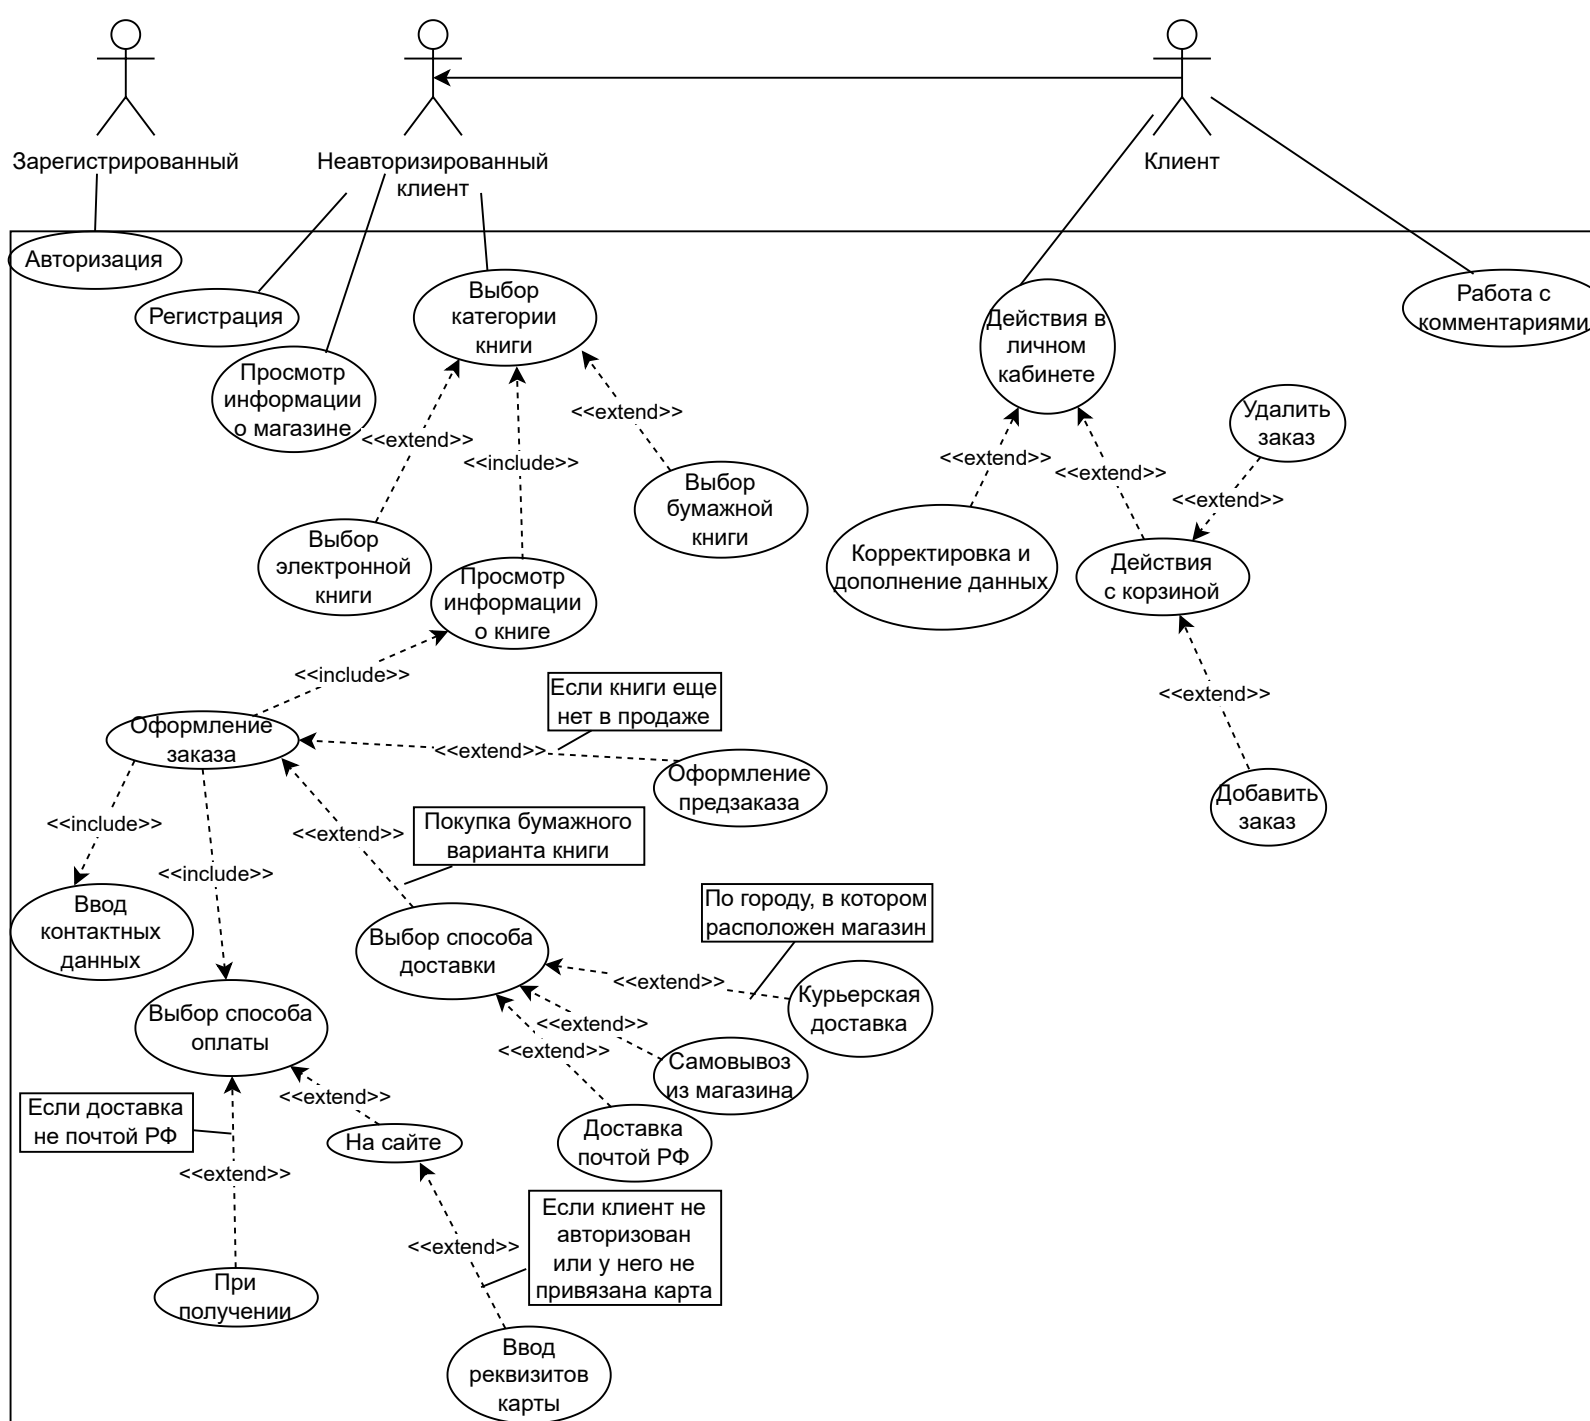 Зарегистрированный
Неавторизированный
клиент
Клиент
Авторизация
Регистрация
Просмотр
информации
о магазине
Выбор
категории
книги
Действия в
личном
кабинете
Работа с
комментариями
<<extend>>
<<include>>
<<extend>>
<<extend>>
<<extend>>
Удалить
заказ
<<extend>>
Выбор
электронной
книги
Просмотр
информации
о книге
Выбор
бумажной
книги
Корректировка и
дополнение данных
Действия
с корзиной
<<include>>
Если книги еще
нет в продаже
<<extend>>
Оформление
заказа
<<extend>>
Оформление
предзаказа
Добавить
заказ
<<include>>
<<include>>
<<extend>>
Покупка бумажного
варианта книги
Ввод
контактных
данных
Выбор способа
доставки
По городу, в котором
расположен магазин
<<extend>>
Курьерская
доставка
Выбор способа
оплаты
<<extend>>
<<extend>>
Самовывоз
из магазина
Доставка
почтой РФ
Если доставка
не почтой РФ
<<extend>>
<<extend>>
На сайте
При
получении
<<extend>>
Если клиент не
авторизован
или у него не
привязана карта
Ввод
реквизитов
карты